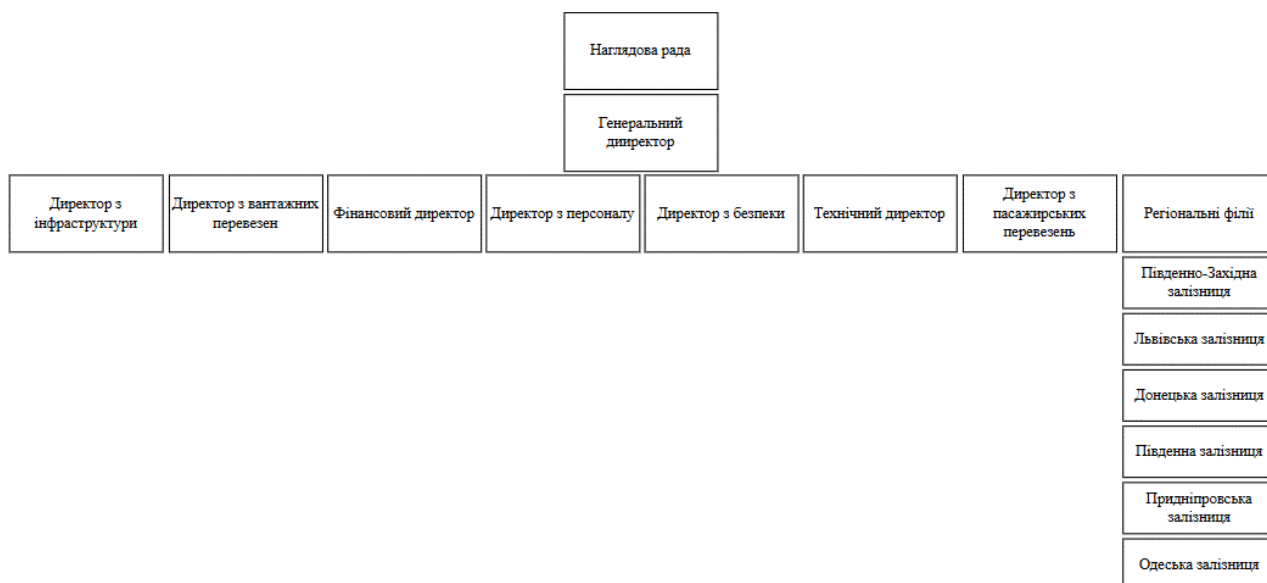 Наглядова рада
Генеральний
дииректор
Директор з
інфраструктури
Директор з вантажних
перевезен
Фінансовий директор
Директор з персоналу
Директор з безпеки
Технічний директор
Директор з
пасажирських
перевезень
Регіональні філії
Південно-Західна
залізниця
Львівська залізниця
Донецька залізниця
Південна залізниця
Придніпровська
залізниця
Одеська залізниця